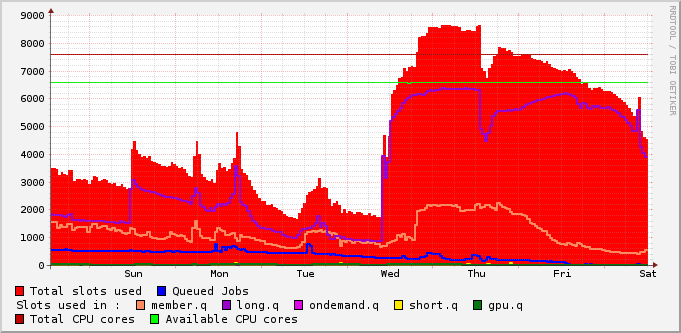 RRDTOOL / TOBI OETIKER
9000
8000
7000
6000
5000
4000
3000
2000
1000
0
Sun Mon Tue Wed Thu Fri Sat
Total slots used Queued Jobs
Slots used in : member.q long.q ondemand.q short.q gpu.q
Total CPU cores Available CPU cores